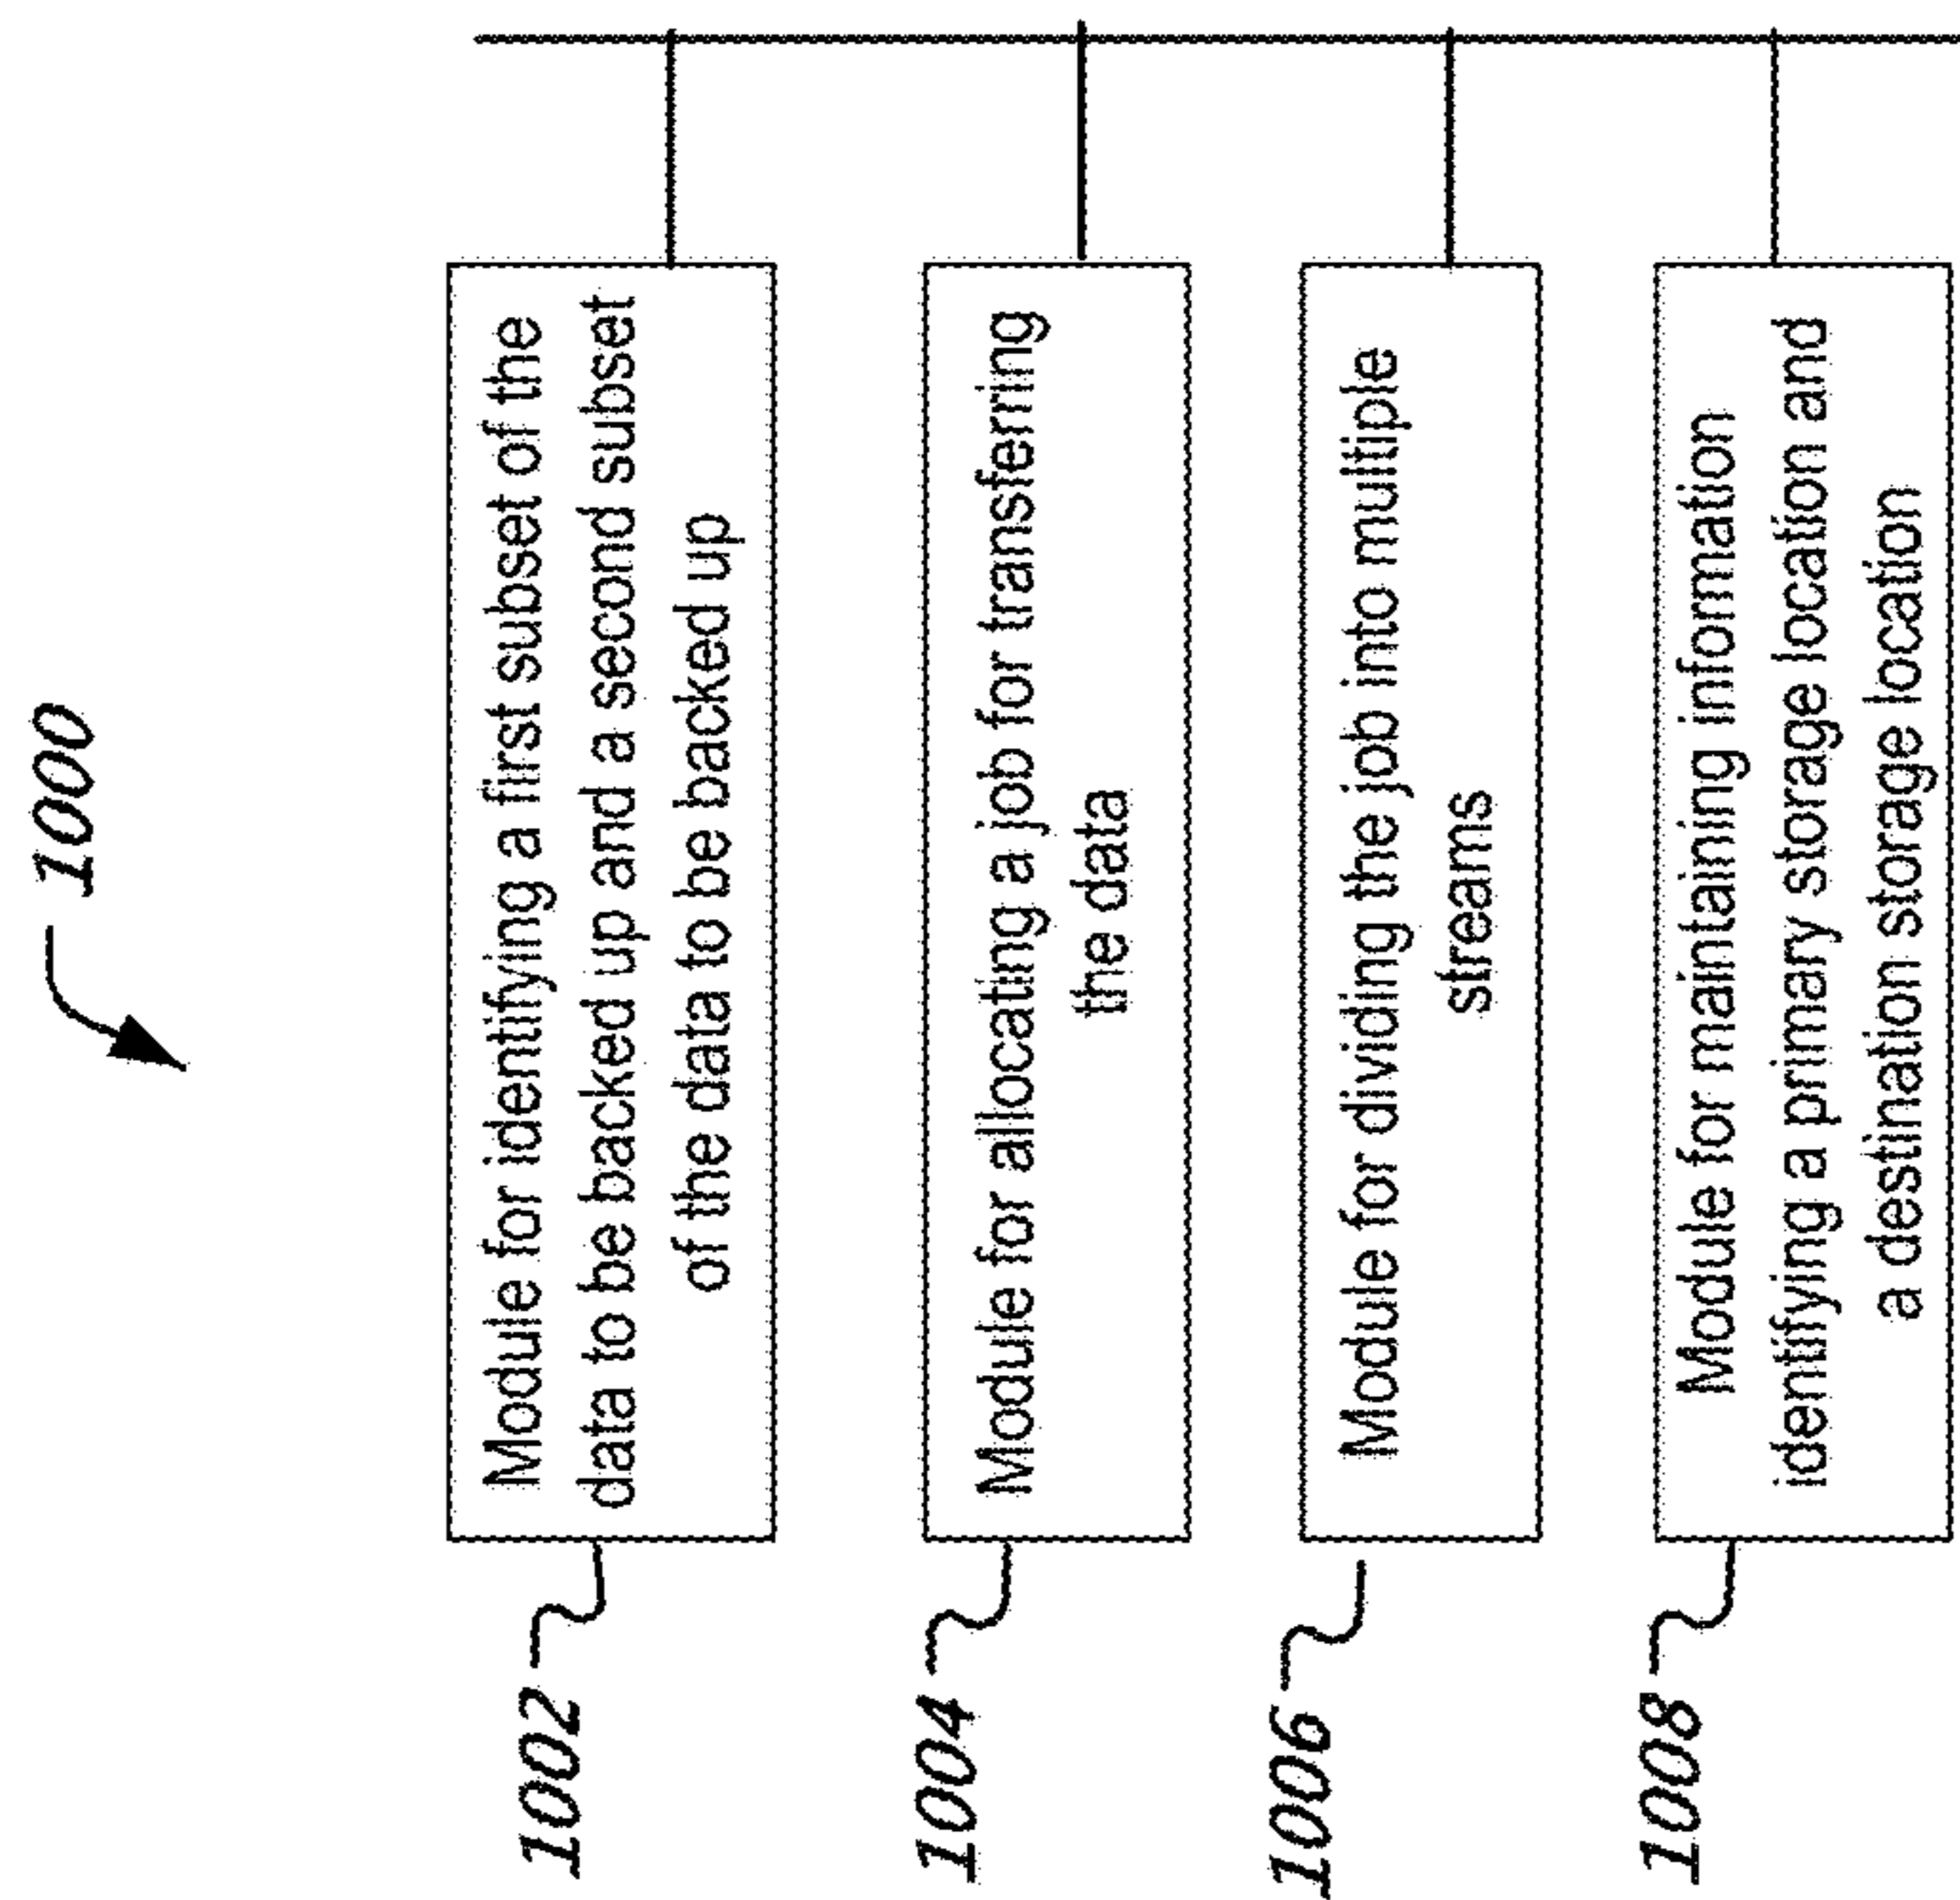 1000
1002
Module for identifying a first subset of the
data to be backed up and a second subset
of the data to be backed up
1004
Module for allocating a job for transferring
the data
1006
Module for dividing the job into multiple
streams
1008
Module for maintaining information
identifying a primary storage location and
a destination storage location